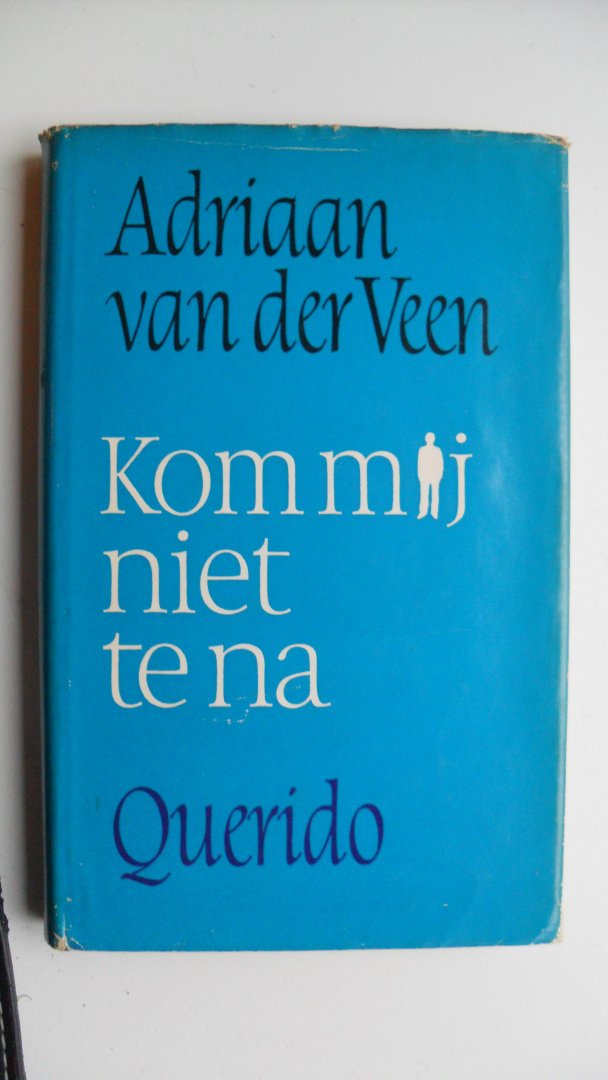 Adriaan
van der Veen
Kom mij
niet
te na
Querido